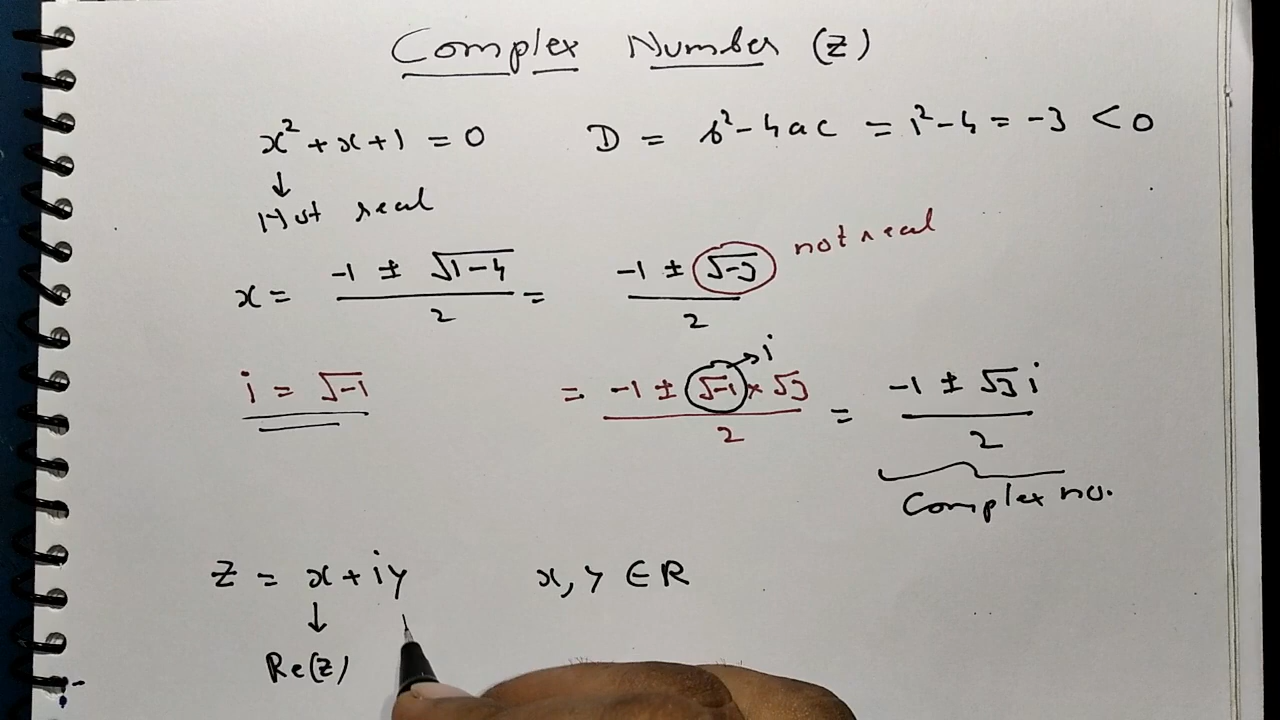 Complex Number (z)
x² + x + 1 = 0 D = b² - 4ac = 1² - 4 = -3 < 0
↓
Not real
x = (-1 ± √(1-4))/2 = (-1 ± √-3)/2 not real
i = √-1 = (-1 ± √-1 × √3)/2 → i = (-1 ± √3 i)/2
Complex no.
z = x + iy x, y ∈ R
↓
Re(z)